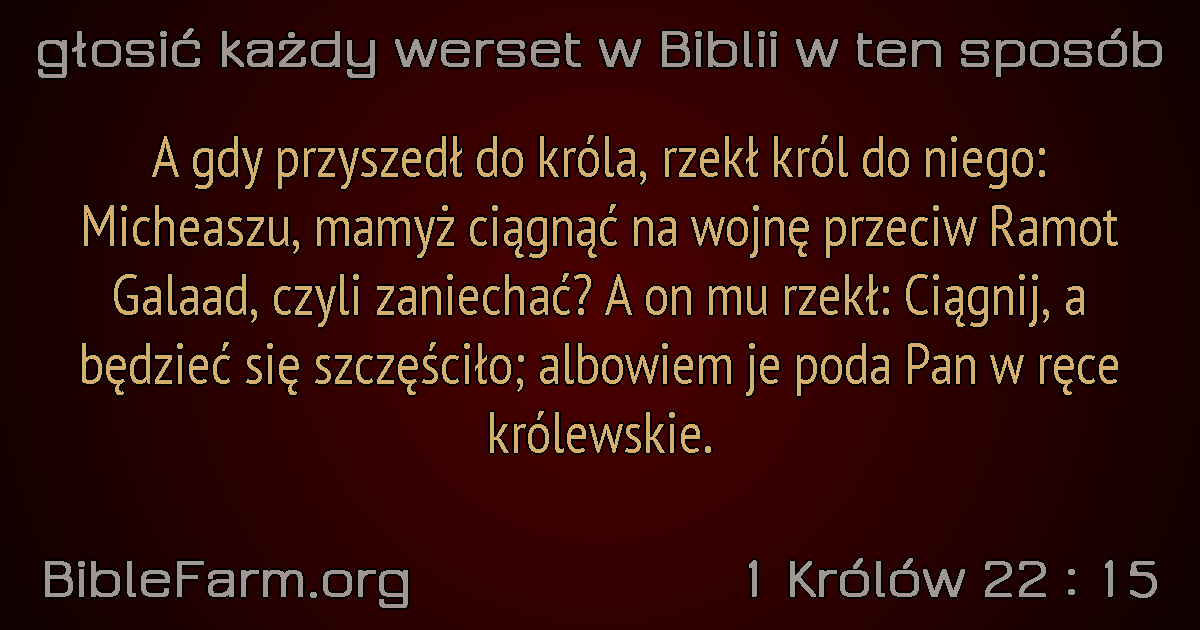 głosić każdy werset w Biblii w ten sposób
A gdy przyszedł do króla, rzekł król do niego:
Micheaszu, mamyż ciągnąć na wojnę przeciw Ramot
Galaad, czyli zaniechać? A on mu rzekł: Ciągnij, a
będzieć się szczęściło; albowiem je poda Pan w ręce
królewskie.
BibleFarm.org
1 Królów 22 : 15